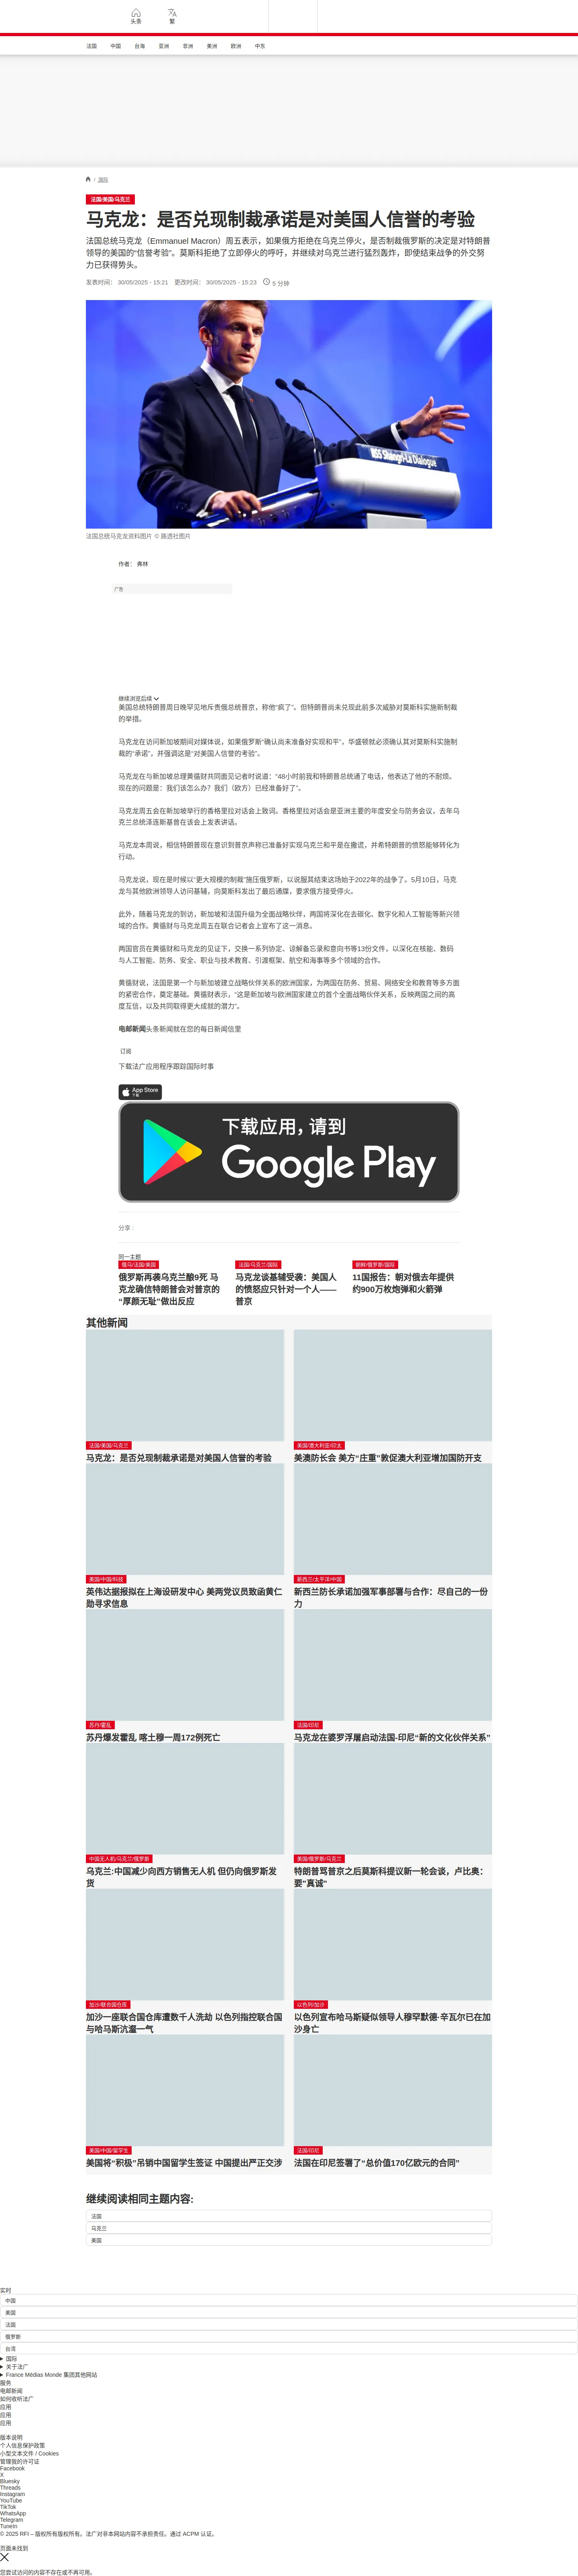 头条
繁
法国
中国
台海
亚洲
非洲
美洲
欧洲
中东
/ 国际
法国/美国/乌克兰
马克龙：是否兑现制裁承诺是对美国人信誉的考验
法国总统马克龙（Emmanuel Macron）周五表示，如果俄方拒绝在乌克兰停火，是否制裁俄罗斯的决定是对特朗普
领导的美国的“信誉考验”。莫斯科拒绝了立即停火的呼吁，并继续对乌克兰进行猛烈轰炸，即使结束战争的外交努
力已获得势头。
发表时间： 30/05/2025 - 15:21 更改时间： 30/05/2025 - 15:23 5 分钟
IISS Shangri-La Dialogue
法国总统马克龙资料图片 © 路透社图片
作者： 弗林
广告
继续浏览后续
美国总统特朗普周日晚罕见地斥责俄总统普京，称他“疯了”。但特朗普尚未兑现此前多次威胁对莫斯科实施新制裁
的举措。
马克龙在访问新加坡期间对媒体说，如果俄罗斯“确认尚未准备好实现和平”，华盛顿就必须确认其对莫斯科实施制
裁的“承诺”，并强调这是“对美国人信誉的考验”。
马克龙在与新加坡总理黄循财共同面见记者时说道：“48小时前我和特朗普总统通了电话，他表达了他的不耐烦。
现在的问题是：我们该怎么办？我们（欧方）已经准备好了”。
马克龙周五会在新加坡举行的香格里拉对话会上致词。香格里拉对话会是亚洲主要的年度安全与防务会议，去年乌
克兰总统泽连斯基曾在该会上发表讲话。
马克龙本周说，相信特朗普现在意识到普京声称已准备好实现乌克兰和平是在撒谎，并希特朗普的愤怒能够转化为
行动。
马克龙说，现在是时候以“更大规模的制裁”施压俄罗斯，以说服其结束这场始于2022年的战争了。5月10日，马克
龙与其他欧洲领导人访问基辅，向莫斯科发出了最后通牒，要求俄方接受停火。
此外，随着马克龙的到访，新加坡和法国升级为全面战略伙伴，两国将深化在去碳化、数字化和人工智能等新兴领
域的合作。黄循财与马克龙周五在联合记者会上宣布了这一消息。
两国官员在黄循财和马克龙的见证下，交换一系列协定、谅解备忘录和意向书等13份文件，以深化在核能、数码
与人工智能、防务、安全、职业与技术教育、引渡框架、航空和海事等多个领域的合作。
黄循财说，法国是第一个与新加坡建立战略伙伴关系的欧洲国家，为两国在防务、贸易、网络安全和教育等多方面
的紧密合作，奠定基础。黄循财表示，“这是新加坡与欧洲国家建立的首个全面战略伙伴关系，反映两国之间的高
度互信，以及共同取得更大成就的潜力”。
电邮新闻头条新闻就在您的每日新闻信里
订阅
下载法广应用程序跟踪国际时事
App Store
下载
下载应用，请到
Google Play
分享 :
同一主题
俄马/法国/美国
俄罗斯再袭乌克兰酿9死 马
克龙确信特朗普会对普京的
“厚颜无耻”做出反应
法国/乌克兰/国际
马克龙谈基辅受袭：美国人
的愤怒应只针对一个人——
普京
朝鲜/俄罗斯/国际
11国报告：朝对俄去年提供
约900万枚炮弹和火箭弹
其他新闻
法国/美国/乌克兰
马克龙：是否兑现制裁承诺是对美国人信誉的考验
美国/澳大利亚/印太
美澳防长会 美方“庄重”敦促澳大利亚增加国防开支
美国/中国/科技
英伟达据报拟在上海设研发中心 美两党议员致函黄仁
勋寻求信息
新西兰/太平洋/中国
新西兰防长承诺加强军事部署与合作：尽自己的一份
力
苏丹/霍乱
苏丹爆发霍乱 喀土穆一周172例死亡
法国/印尼
马克龙在婆罗浮屠启动法国-印尼“新的文化伙伴关系”
中国无人机/乌克兰/俄罗斯
乌克兰:中国减少向西方销售无人机 但仍向俄罗斯发
货
美国/俄罗斯/乌克兰
特朗普骂普京之后莫斯科提议新一轮会谈，卢比奥：
要"真诚"
加沙/联合国仓库
加沙一座联合国仓库遭数千人洗劫 以色列指控联合国
与哈马斯沆瀣一气
以色列/加沙
以色列宣布哈马斯疑似领导人穆罕默德·辛瓦尔已在加
沙身亡
美国/中国/留学生
美国将“积极”吊销中国留学生签证 中国提出严正交涉
法国/印尼
法国在印尼签署了“总价值170亿欧元的合同”
继续阅读相同主题内容:
法国
乌克兰
美国
实时
中国
美国
法国
俄罗斯
台湾
国际
关于法广
France Médias Monde 集团其他网站
服务
电邮新闻
如何收听法广
应用
应用
应用
版本说明
个人信息保护政策
小型文本文件 / Cookies
管理我的许可证
Facebook
X
Bluesky
Threads
Instagram
YouTube
TikTok
WhatsApp
Telegram
TuneIn
© 2025 RFI – 版权所有版权所有。法广对非本网站内容不承担责任。通过 ACPM 认证。
页面未找到
您尝试访问的内容不存在或不再可用。